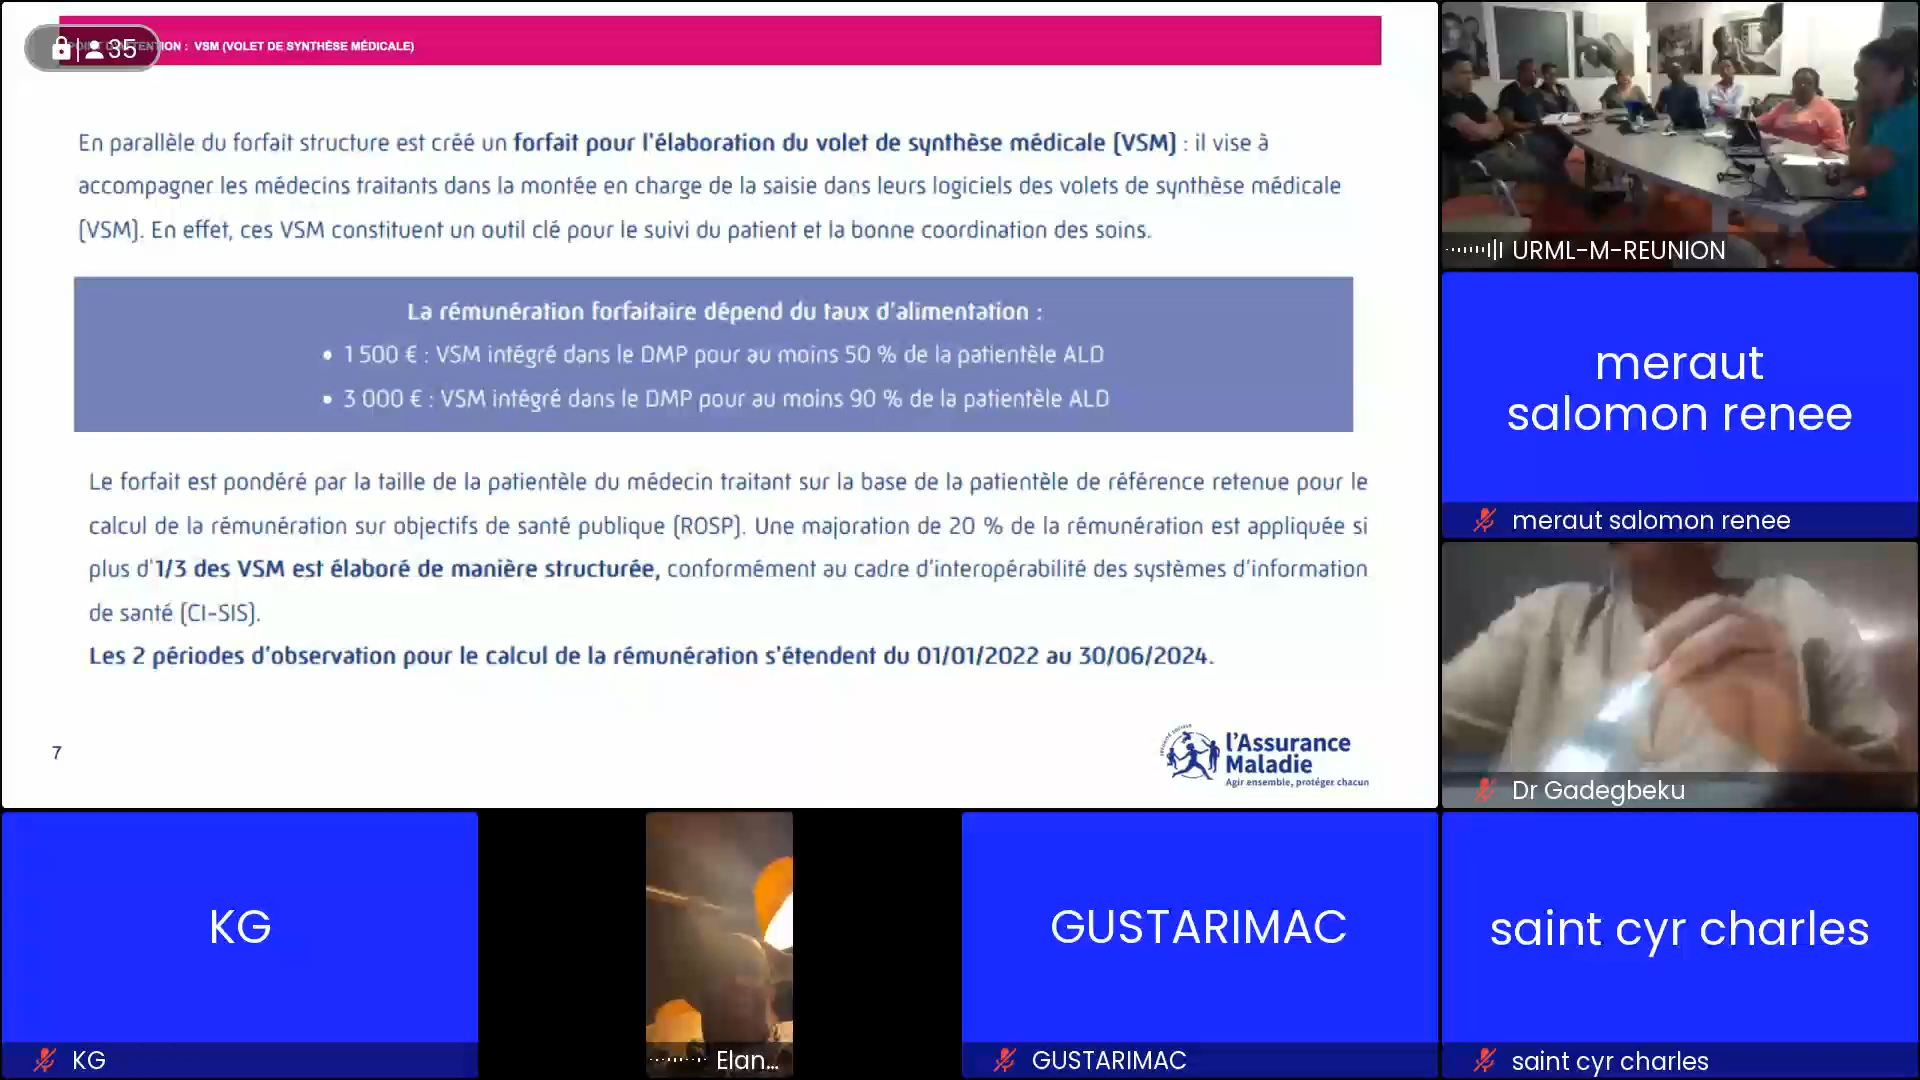 35
ION : VSM (VOLET DE SYNTHÈSE MÉDICALE)
En parallèle du forfait structure est créé un forfait pour l'élaboration du volet de synthèse médicale (VSM) : il vise à
accompagner les médecins traitants dans la montée en charge de la saisie dans leurs logiciels des volets de synthèse médicale
(VSM). En effet, ces VSM constituent un outil clé pour le suivi du patient et la bonne coordination des soins.
La rémunération forfaitaire dépend du taux d'alimentation :
• 1 500 € : VSM intégré dans le DMP pour au moins 50 % de la patientèle ALD
• 3 000 € : VSM intégré dans le DMP pour au moins 90 % de la patientèle ALD
Le forfait est pondéré par la taille de la patientèle du médecin traitant sur la base de la patientèle de référence retenue pour le
calcul de la rémunération sur objectifs de santé publique (ROSP). Une majoration de 20 % de la rémunération est appliquée si
plus d'1/3 des VSM est élaboré de manière structurée, conformément au cadre d'interopérabilité des systèmes d'information
de santé (CI-SIS).
Les 2 périodes d'observation pour le calcul de la rémunération s'étendent du 01/01/2022 au 30/06/2024.
7
l'Assurance
Maladie
Agir ensemble, protéger chacun
URML-M-REUNION
meraut
salomon renee
meraut salomon renee
Dr Gadegbeku
KG
KG
Elan...
GUSTARIMAC
GUSTARIMAC
saint cyr charles
saint cyr charles